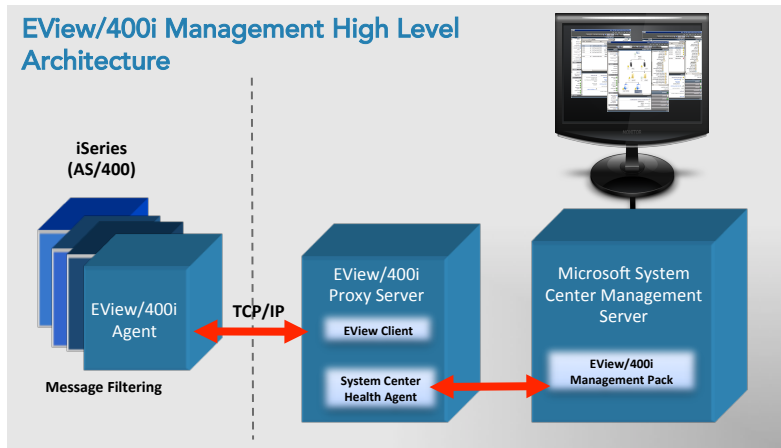 EView/400i Management High Level
Architecture
iSeries
(AS/400)
EView/400i
Agent
Message Filtering
TCP/IP
EView/400i
Proxy Server
EView Client
System Center
Health Agent
Microsoft System
Center Management
Server
EView/400i
Management Pack